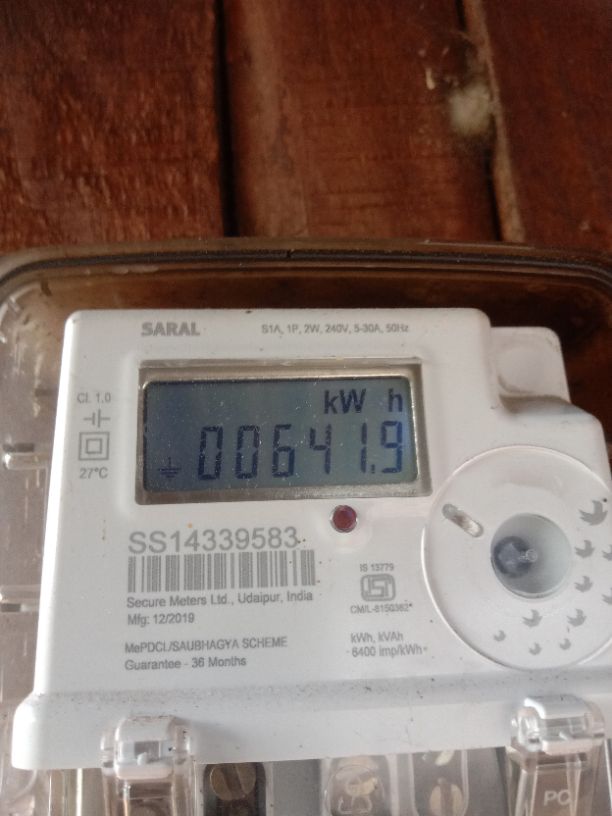 SARAL
S1A, 1P, 2W, 240V, 5-30A, 50Hz
Cl. 1.0
kW h
00641.9
27°C
SS14339583
Secure Meters Ltd., Udaipur, India
Mfg: 12/2019
IS 13779
ISI
CM/L-8150362*
MePDCL/SAUBHAGYA SCHEME
Guarantee - 36 Months
kWh, kVAh
6400 imp/kWh
PC